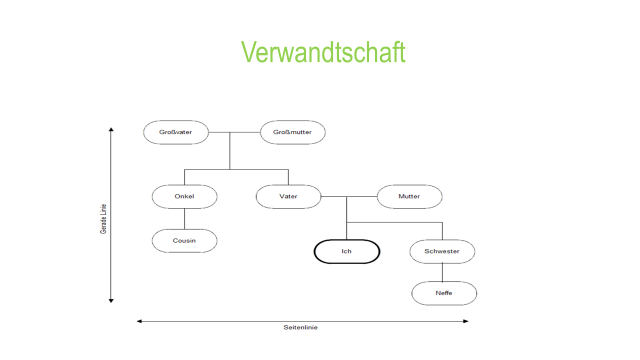 Verwandtschaft
Großvater
Großmutter
Onkel
Vater
Mutter
Gerade Linie
Cousin
Ich
Schwester
Neffe
Seitenlinie